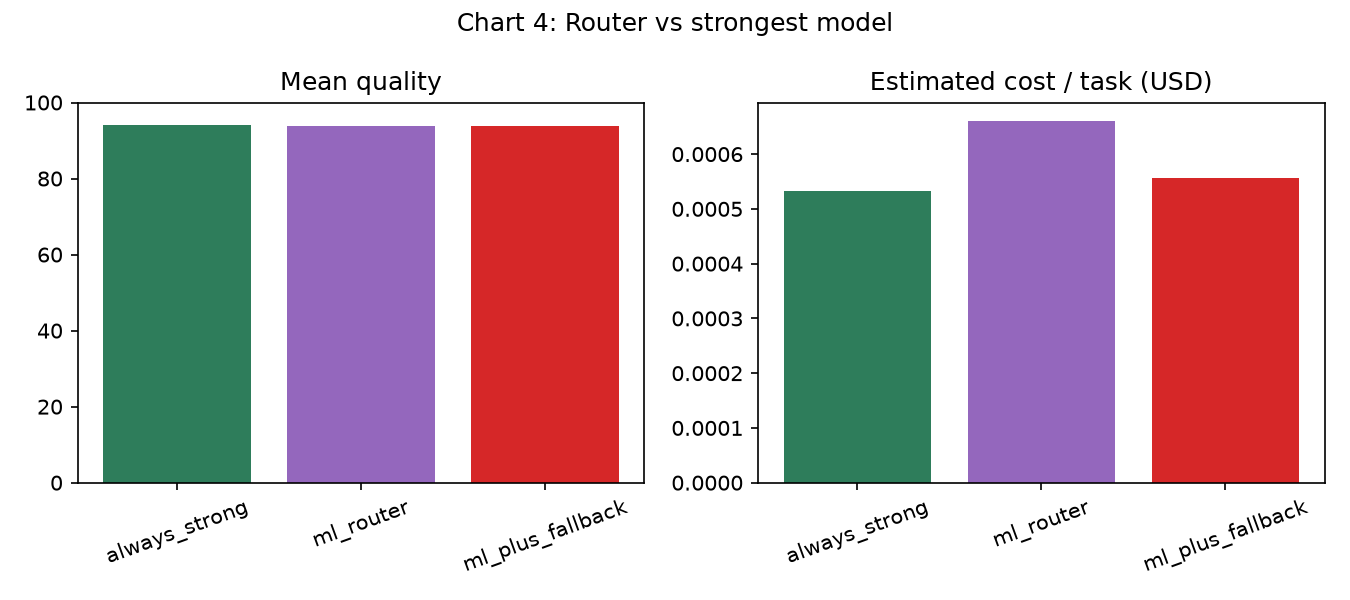 Chart 4: Router vs strongest model
Mean quality
100
80
60
40
20
0
always_strong
ml_router
ml_plus_fallback
Estimated cost / task (USD)
0.0006
0.0005
0.0004
0.0003
0.0002
0.0001
0.0000
always_strong
ml_router
ml_plus_fallback